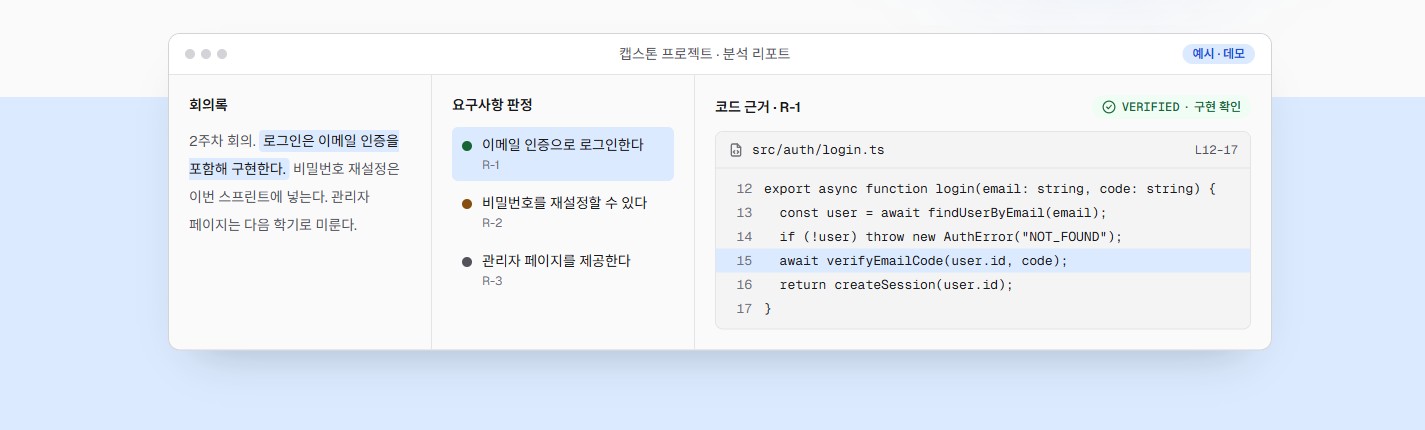 캡스톤 프로젝트 · 분석 리포트
예시 · 데모
회의록
2주차 회의. 로그인은 이메일 인증을
포함해 구현한다. 비밀번호 재설정은
이번 스프린트에 넣는다. 관리자
페이지는 다음 학기로 미룬다.
요구사항 판정
이메일 인증으로 로그인한다
R-1
비밀번호를 재설정할 수 있다
R-2
관리자 페이지를 제공한다
R-3
코드 근거 · R-1
VERIFIED · 구현 확인
src/auth/login.ts L12-17
12 export async function login(email: string, code: string) {
13   const user = await findUserByEmail(email);
14   if (!user) throw new AuthError("NOT_FOUND");
15   await verifyEmailCode(user.id, code);
16   return createSession(user.id);
17 }